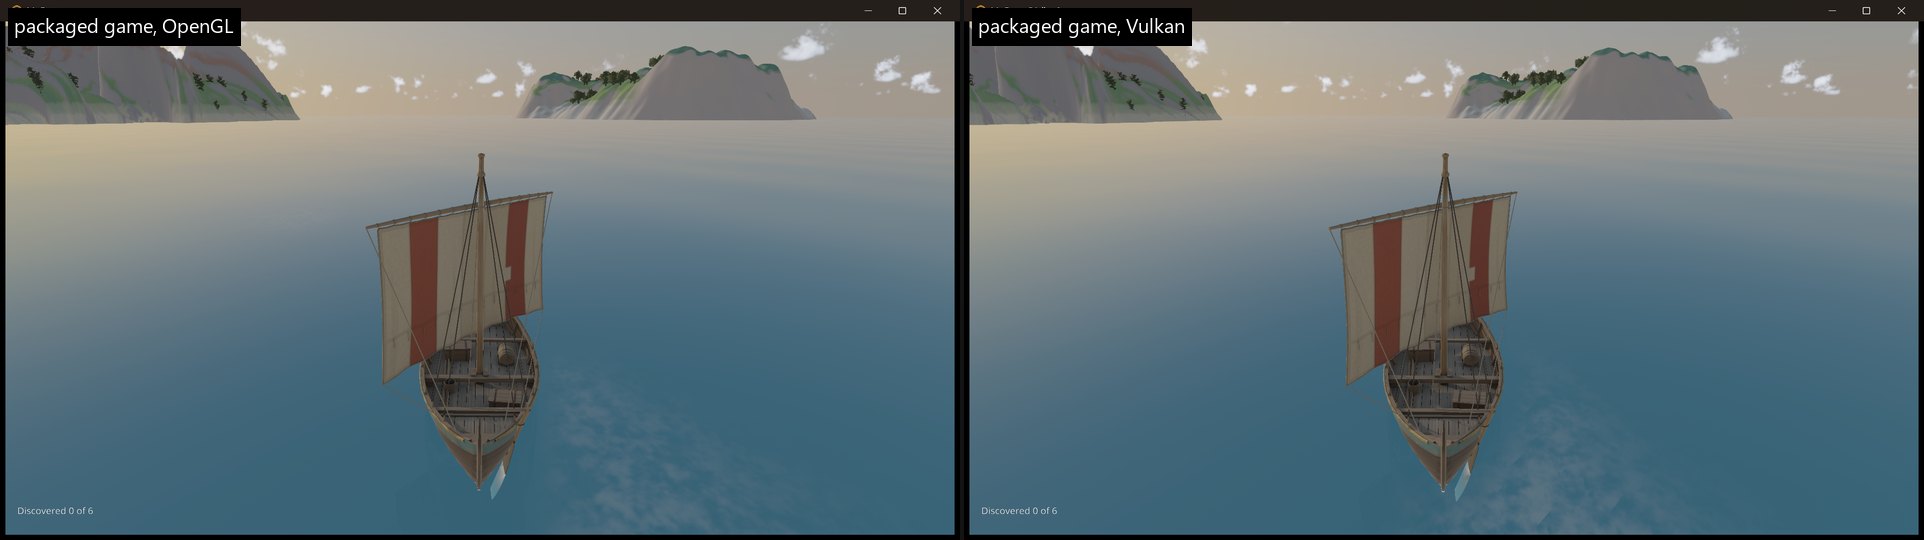 packaged game, OpenGL
packaged game, Vulkan
Discovered 0 of 6
Discovered 0 of 6